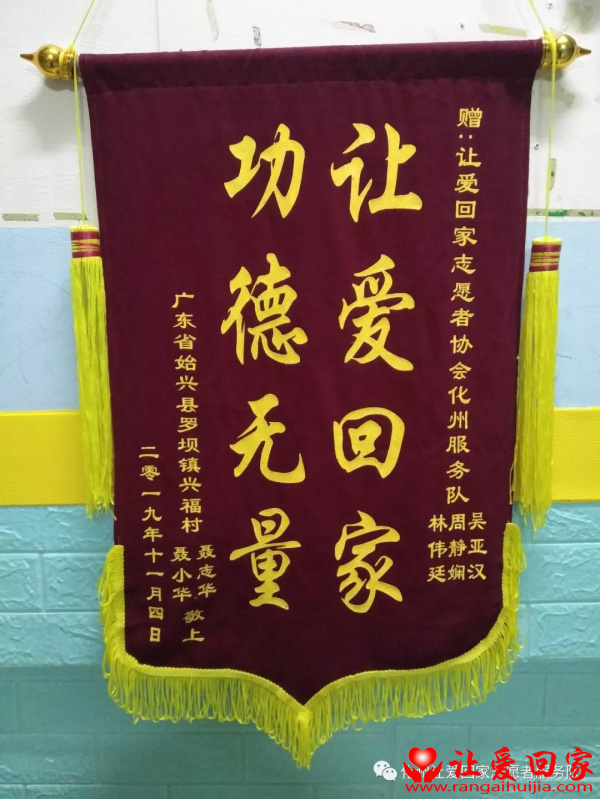 赠：让爱回家志愿者协会化州服务队
吴亚汉
周静娴
林伟廷
让爱回家
功德无量
广东省始兴县罗坝镇兴福村
聂志华
聂小华
敬上
二零一九年十一月四日
让爱回家
www.rangaihuijia.com